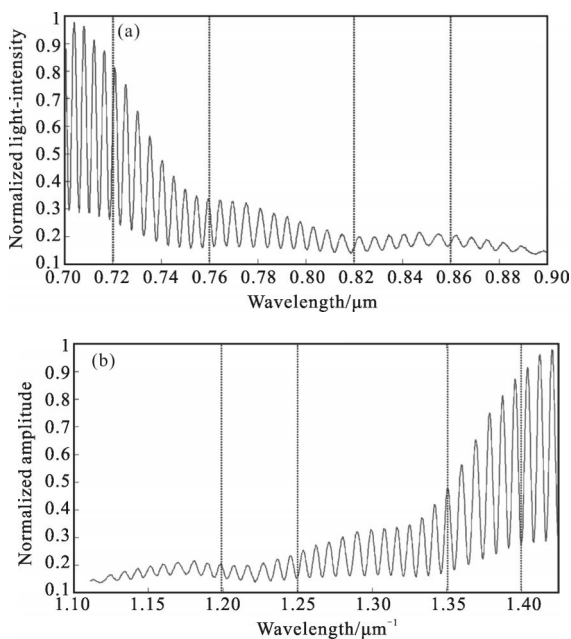 (a)
Normalized light-intensity
1
0.9
0.8
0.7
0.6
0.5
0.4
0.3
0.2
0.1
0.70 0.72 0.74 0.76 0.78 0.80 0.82 0.84 0.86 0.88 0.90
Wavelength/μm
(b)
Normalized amplitude
1
0.9
0.8
0.7
0.6
0.5
0.4
0.3
0.2
0.1
1.10 1.15 1.20 1.25 1.30 1.35 1.40
Wavelength/μm⁻¹